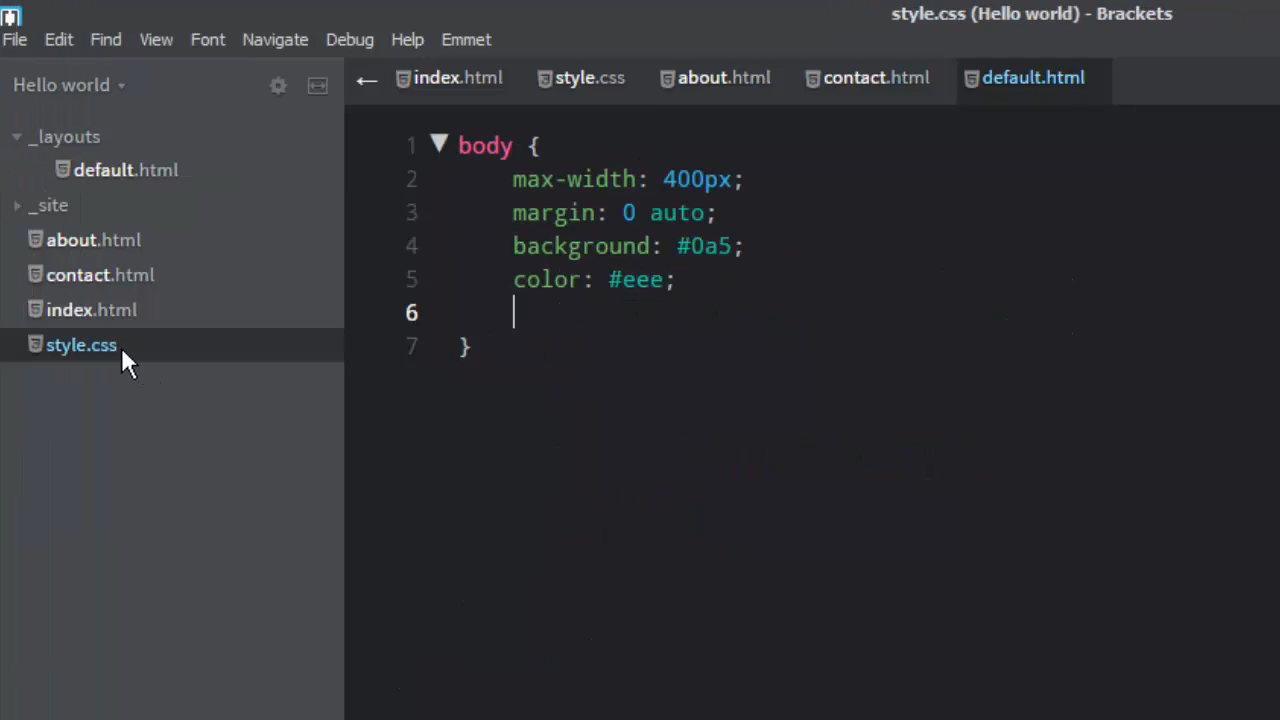 style.css (Hello world) - Brackets
File Edit Find View Font Navigate Debug Help Emmet
Hello world
index.html style.css about.html contact.html default.html
_layouts
default.html
_site
about.html
contact.html
index.html
style.css
1 body {
2 max-width: 400px;
3 margin: 0 auto;
4 background: #0a5;
5 color: #eee;
6
7 }